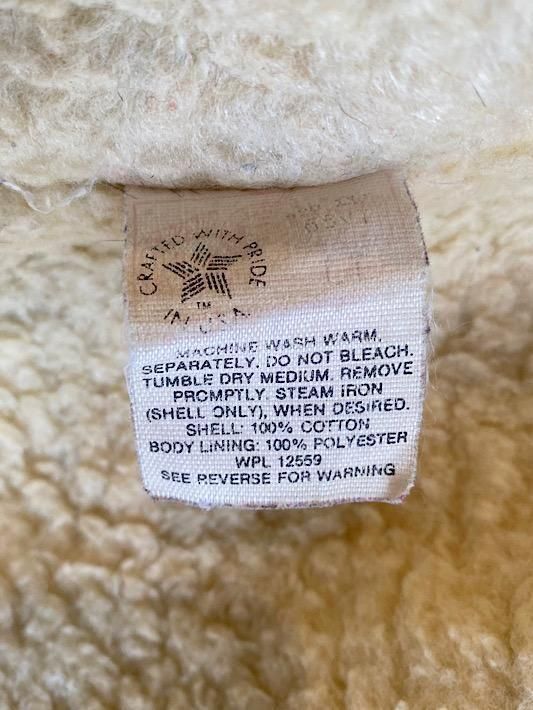 CRAFTED WITH PRIDE
TM
IN U.S.A.
MACHINE WASH WARM,
SEPARATELY. DO NOT BLEACH.
TUMBLE DRY MEDIUM. REMOVE
PROMPTLY. STEAM IRON
(SHELL ONLY), WHEN DESIRED.
SHELL: 100% COTTON
BODY LINING: 100% POLYESTER
WPL 12559
SEE REVERSE FOR WARNING